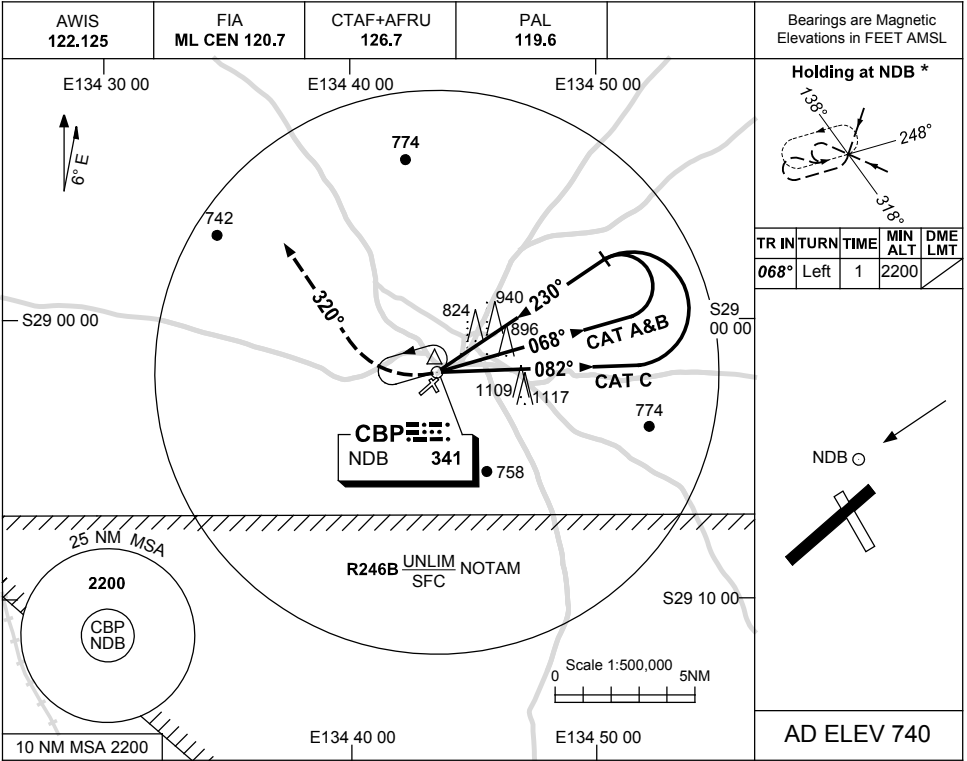 AWIS
122.125
FIA
ML CEN 120.7
CTAF+AFRU
126.7
PAL
119.6
Bearings are Magnetic
Elevations in FEET AMSL
E134 30 00
E134 40 00
E134 50 00
6° E
774
742
S29 00 00
S29
00 00
320°
824
940
896
230°
068°
CAT A&B
082°
CAT C
1109
1117
774
CBP
NDB 341
758
25 NM MSA
2200
CBP
NDB
R246B UNLIM NOTAM
SFC
S29 10 00
Scale 1:500,000
0 5NM
10 NM MSA 2200
E134 40 00
E134 50 00
Holding at NDB *
138°
248°
318°
TR IN TURN TIME MIN ALT DME LMT
068° Left 1 2200
NDB
AD ELEV 740